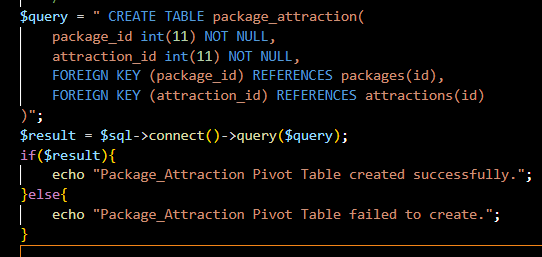 $query = " CREATE TABLE package_attraction(
package_id int(11) NOT NULL,
attraction_id int(11) NOT NULL,
FOREIGN KEY (package_id) REFERENCES packages(id),
FOREIGN KEY (attraction_id) REFERENCES attractions(id)
)";
$result = $sql->connect()->query($query);
if($result){
echo "Package_Attraction Pivot Table created successfully.";
}else{
echo "Package_Attraction Pivot Table failed to create.";
}